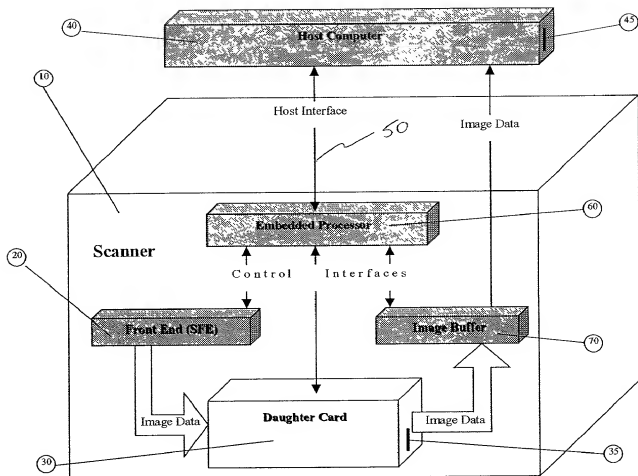 40
Host Computer
45
10
Host Interface
50
Image Data
60
Embedded Processor
Scanner
20
Control Interfaces
Front End (SFE)
Image Buffer
70
Image Data
Daughter Card
Image Data
30
35